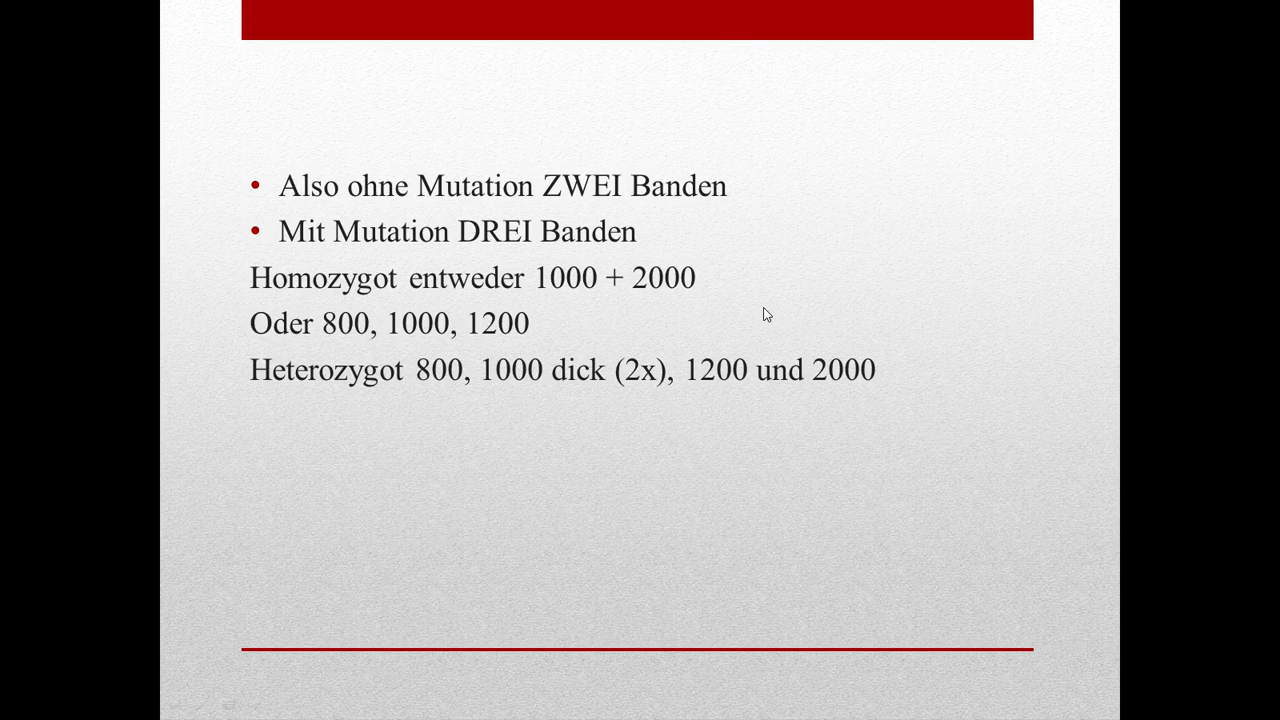 • Also ohne Mutation ZWEI Banden
• Mit Mutation DREI Banden
Homozygot entweder 1000 + 2000
Oder 800, 1000, 1200
Heterozygot 800, 1000 dick (2x), 1200 und 2000